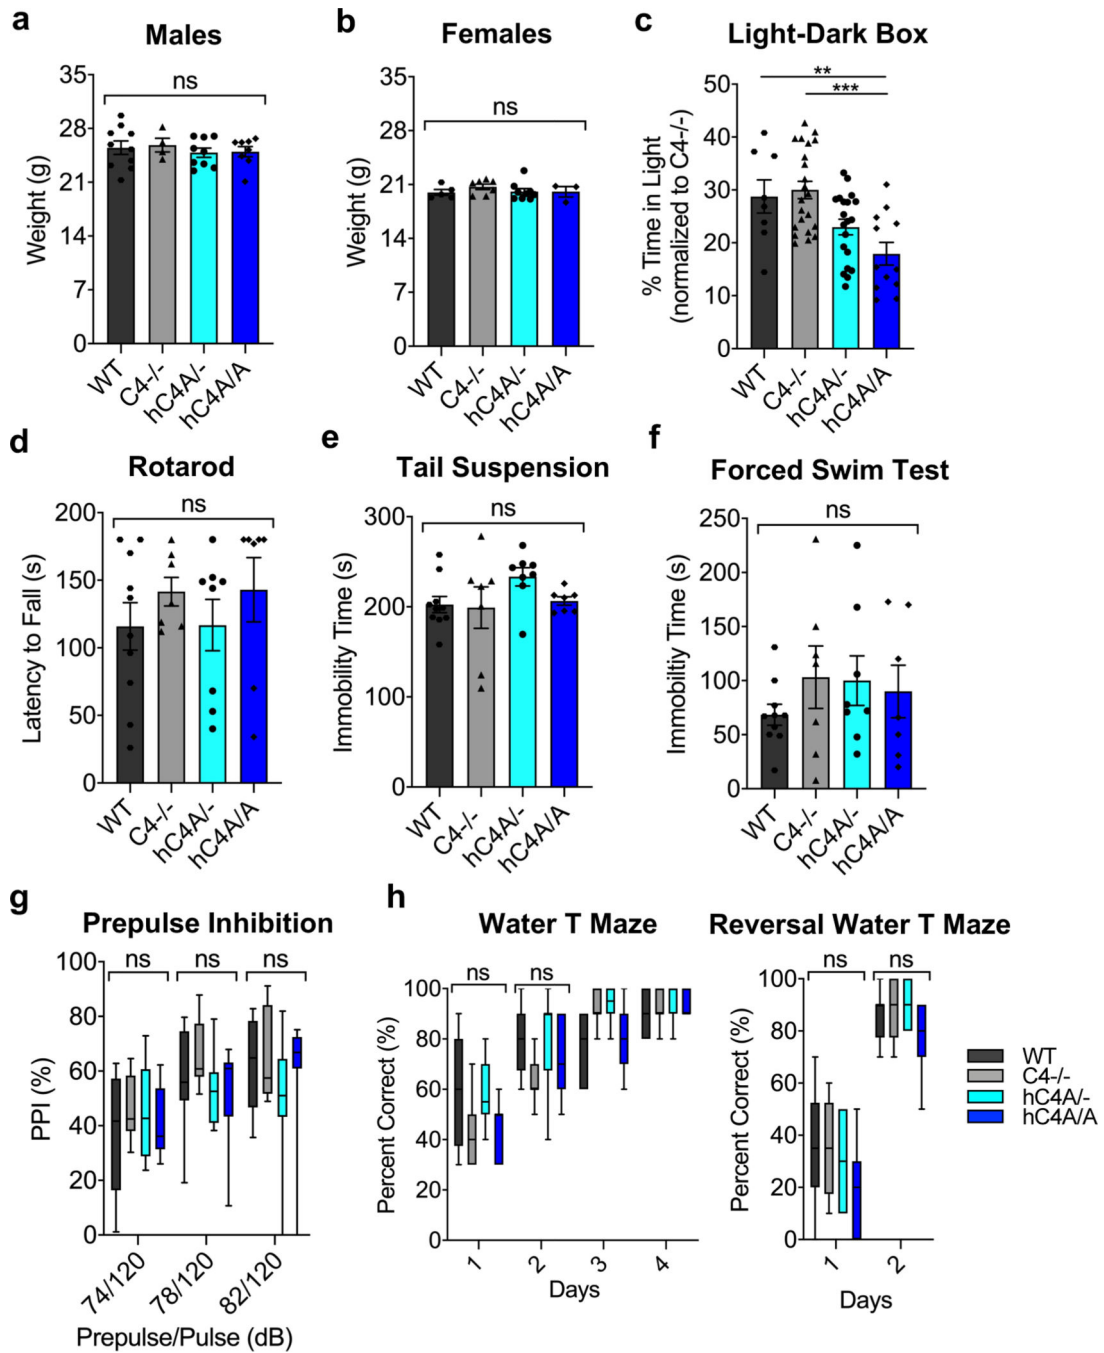 a
Males
Weight (g)
35
28
21
14
7
0
ns
WT
C4-/-
hC4A/-
hC4A/A
b
Females
Weight (g)
35
28
21
14
7
0
ns
WT
C4-/-
hC4A/-
hC4A/A
c
Light-Dark Box
% Time in Light
(normalized to C4-/-)
50
40
30
20
10
0
**
***
WT
C4-/-
hC4A/-
hC4A/A
d
Rotarod
Latency to Fall (s)
200
150
100
50
0
ns
WT
C4-/-
hC4A/-
hC4A/A
e
Tail Suspension
Immobility Time (s)
300
200
100
0
ns
WT
C4-/-
hC4A/-
hC4A/A
f
Forced Swim Test
Immobiltiy Time (s)
250
200
150
100
50
0
ns
WT
C4-/-
hC4A/-
hC4A/A
g
Prepulse Inhibition
PPI (%)
100
80
60
40
20
0
ns
ns
ns
74/120
78/120
82/120
Prepulse/Pulse (dB)
h
Water T Maze
Percent Correct (%)
100
80
60
40
20
0
ns
ns
1
2
3
4
Days
Reversal Water T Maze
Percent Correct (%)
100
80
60
40
20
0
ns
ns
1
2
Days
WT
C4-/-
hC4A/-
hC4A/A